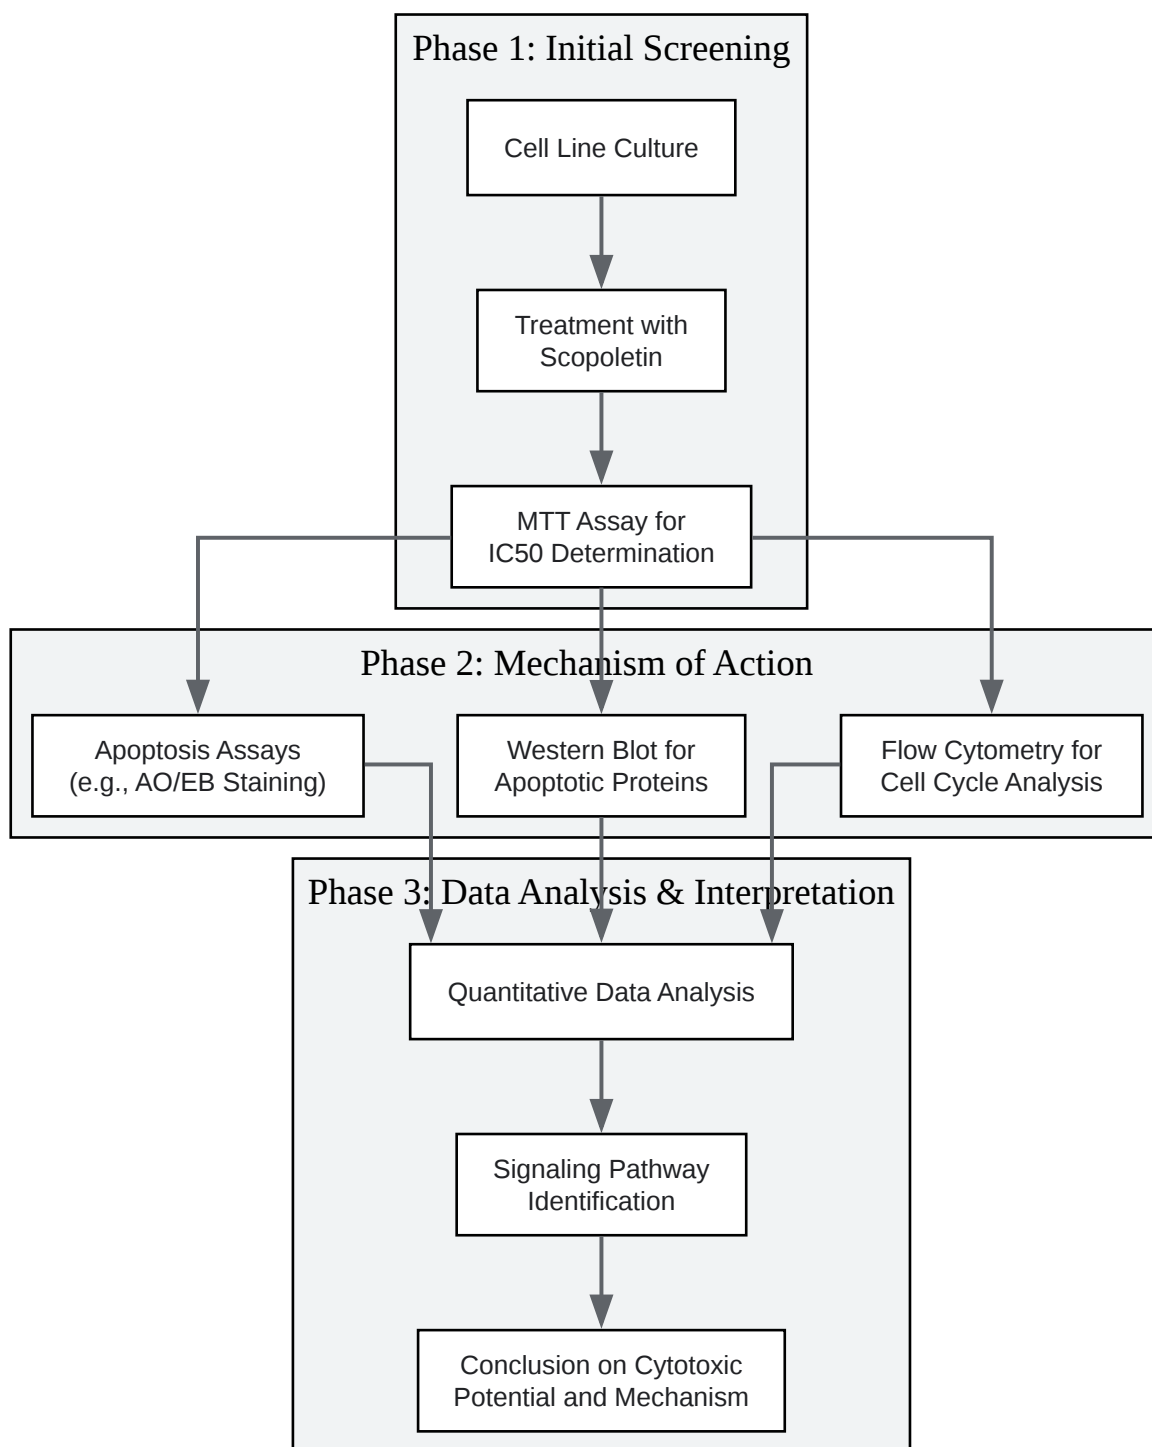 Phase 1: Initial Screening
Cell Line Culture
Treatment with
Scopoletin
MTT Assay for
IC50 Determination
Phase 2: Mechanism of Action
Apoptosis Assays
(e.g., AO/EB Staining)
Western Blot for
Apoptotic Proteins
Flow Cytometry for
Cell Cycle Analysis
Phase 3: Data Analysis & Interpretation
Quantitative Data Analysis
Signaling Pathway
Identification
Conclusion on Cytotoxic
Potential and Mechanism